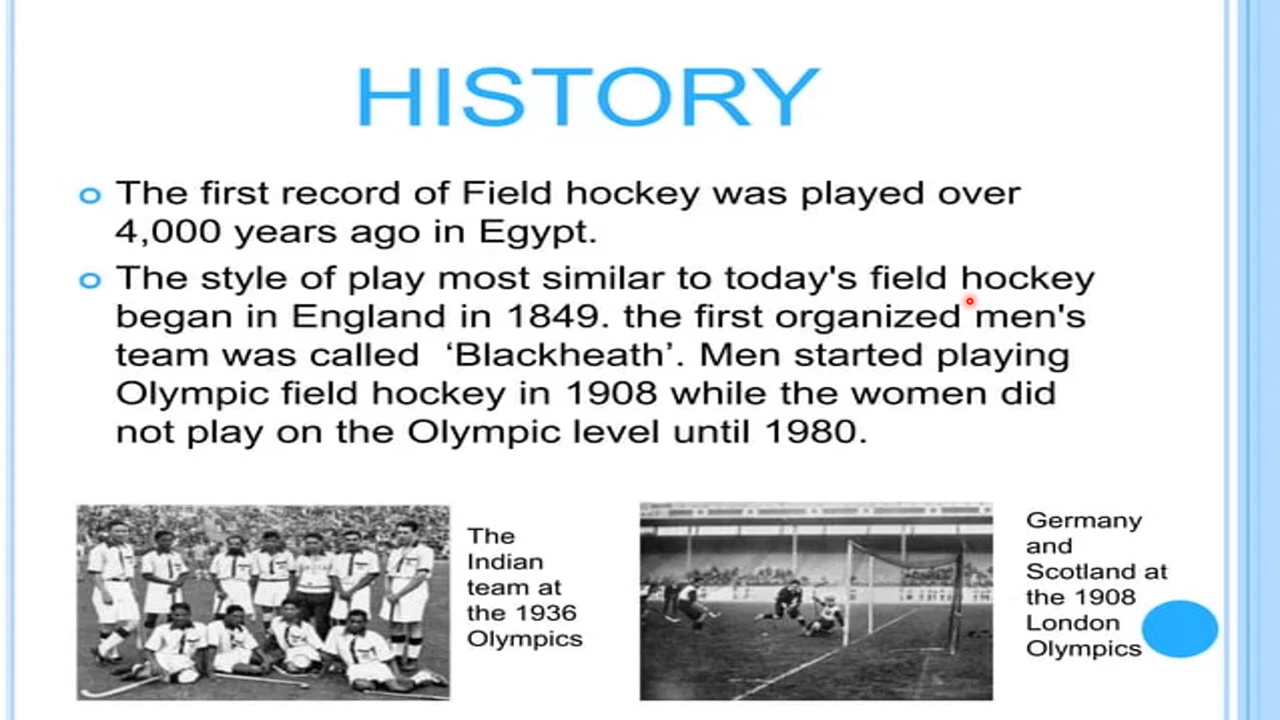 HISTORY
The first record of Field hockey was played over
4,000 years ago in Egypt.
The style of play most similar to today's field hockey
began in England in 1849. the first organized men's
team was called ‘Blackheath’. Men started playing
Olympic field hockey in 1908 while the women did
not play on the Olympic level until 1980.
The
Indian
team at
the 1936
Olympics
Germany
and
Scotland at
the 1908
London
Olympics